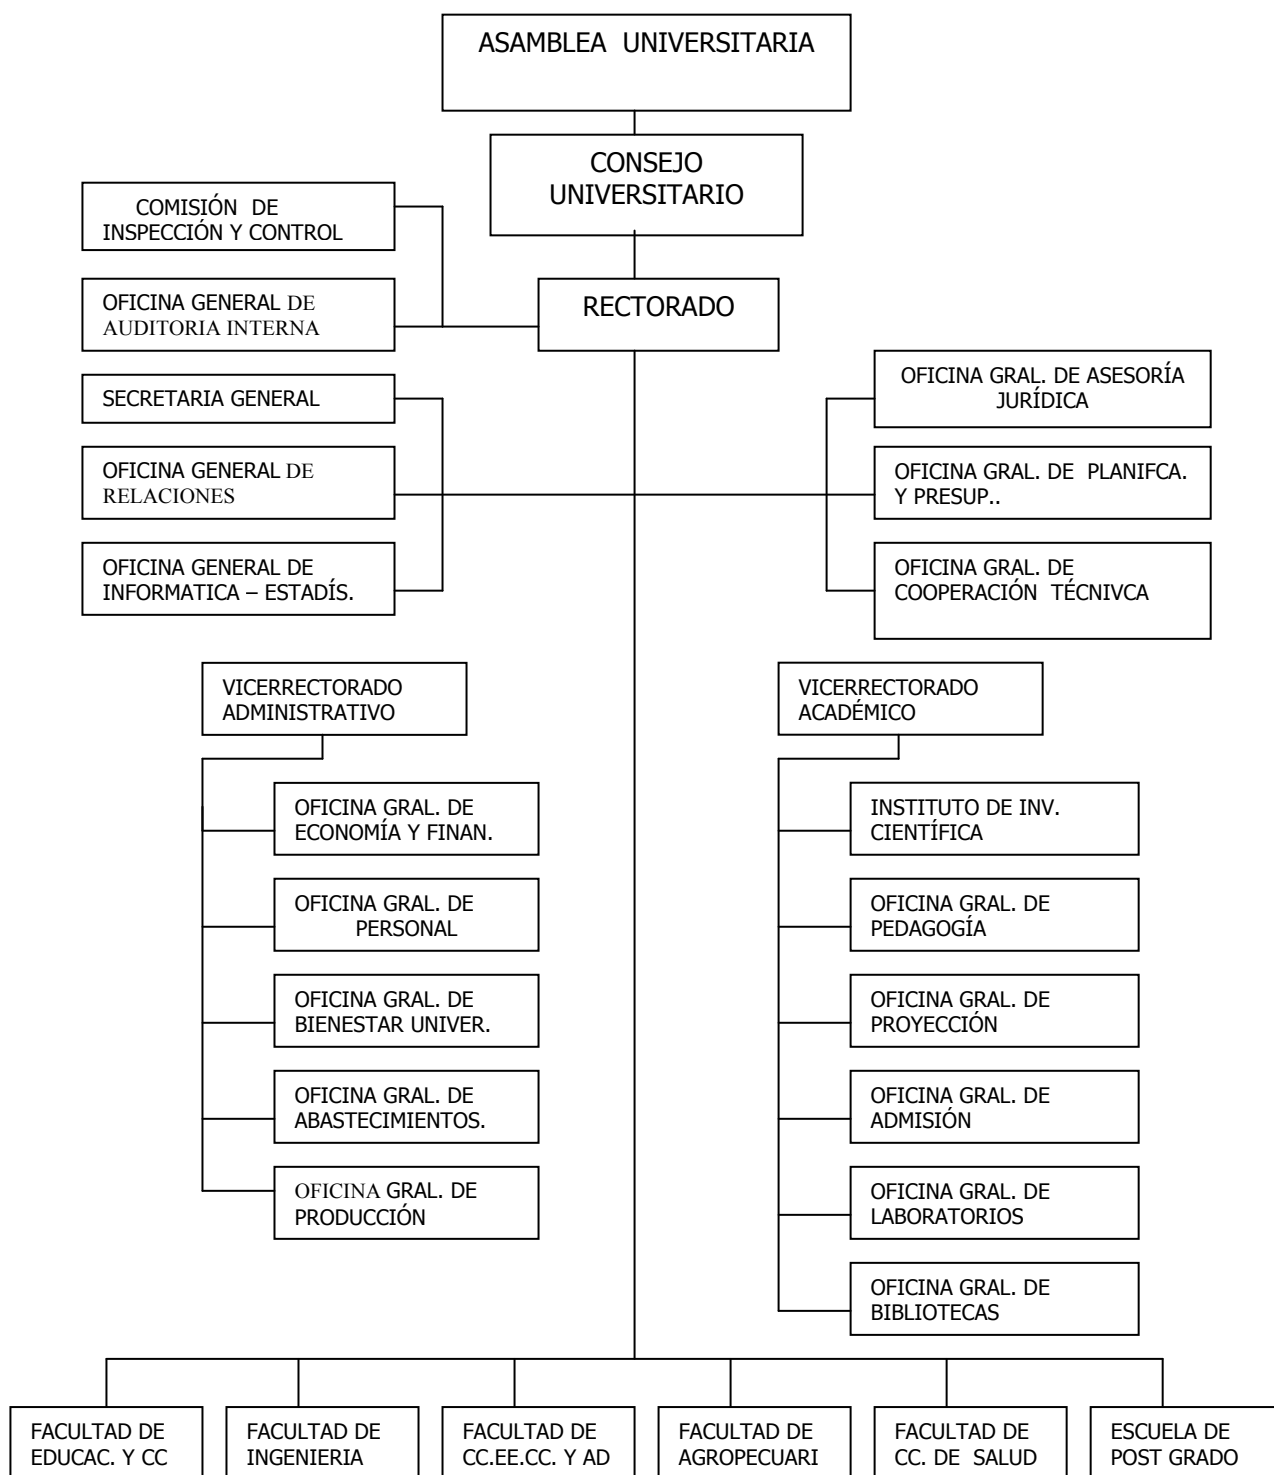 ASAMBLEA UNIVERSITARIA
CONSEJO
UNIVERSITARIO
COMISIÓN DE
INSPECCIÓN Y CONTROL
OFICINA GENERAL DE
AUDITORIA INTERNA
RECTORADO
SECRETARIA GENERAL
OFICINA GRAL. DE ASESORÍA
JURÍDICA
OFICINA GENERAL DE
RELACIONES
OFICINA GRAL. DE PLANIFCA.
Y PRESUP..
OFICINA GENERAL DE
INFORMATICA – ESTADÍS.
OFICINA GRAL. DE
COOPERACIÓN TÉCNIVCA
VICERRECTORADO
ADMINISTRATIVO
OFICINA GRAL. DE
ECONOMÍA Y FINAN.
OFICINA GRAL. DE
PERSONAL
OFICINA GRAL. DE
BIENESTAR UNIVER.
OFICINA GRAL. DE
ABASTECIMIENTOS.
OFICINA GRAL. DE
PRODUCCIÓN
VICERRECTORADO
ACADÉMICO
INSTITUTO DE INV.
CIENTÍFICA
OFICINA GRAL. DE
PEDAGOGÍA
OFICINA GRAL. DE
PROYECCIÓN
OFICINA GRAL. DE
ADMISIÓN
OFICINA GRAL. DE
LABORATORIOS
OFICINA GRAL. DE
BIBLIOTECAS
FACULTAD DE
EDUCAC. Y CC
FACULTAD DE
INGENIERIA
FACULTAD DE
CC.EE.CC. Y AD
FACULTAD DE
AGROPECUARI
FACULTAD DE
CC. DE SALUD
ESCUELA DE
POST GRADO